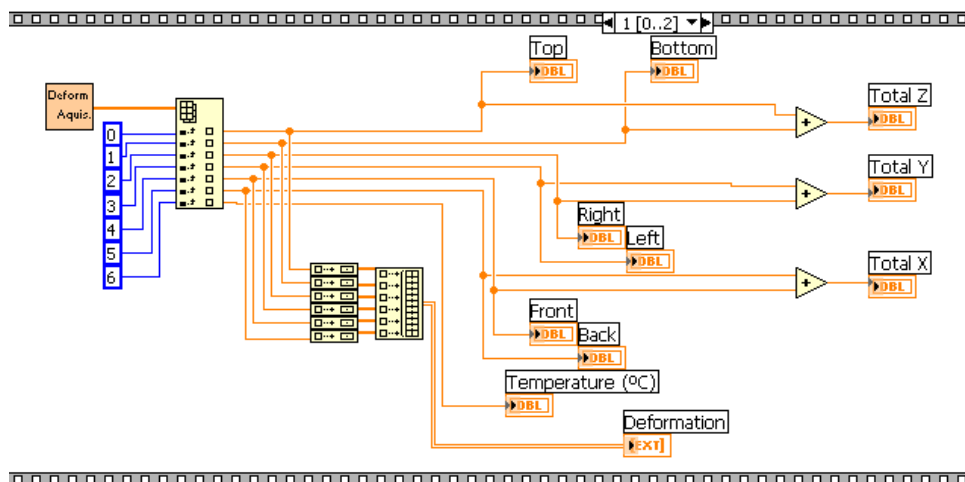 1 [0..2]
Top
DBL
Bottom
DBL
Deform
Aquis.
Total Z
DBL
0
1
2
3
4
5
6
Total Y
DBL
Right
DBL
Left
DBL
Total X
DBL
Front
DBL
Back
DBL
Temperature (ºC)
DBL
Deformation
EXT]